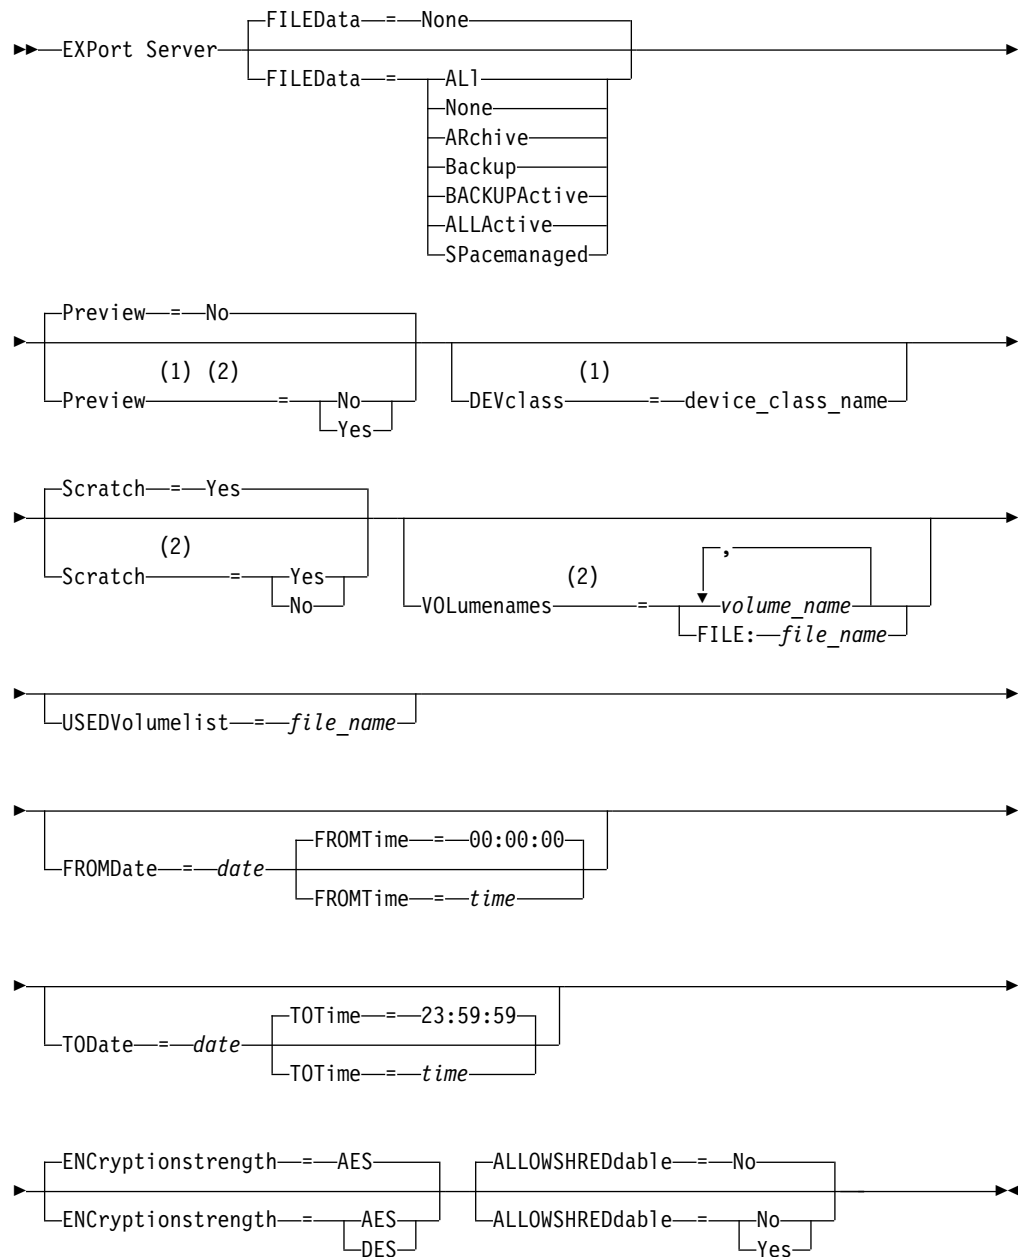 FILEData = None
EXPort Server
FILEData = ALl
None
ARchive
Backup
BACKUPActive
ALLActive
SPacemanaged
Preview = No
(1) (2)
Preview = No
Yes
(1)
DEVclass = device_class_name
Scratch = Yes
(2)
Scratch = Yes
No
,
(2)
VOLumenames = volume_name
FILE: file_name
USEDVolumelist = file_name
FROMTime = 00:00:00
FROMDate = date
FROMTime = time
TOTime = 23:59:59
TODate = date
TOTime = time
ENCryptionstrength = AES
ENCryptionstrength = AES
DES
ALLOWSHREDdable = No
ALLOWSHREDdable = No
Yes